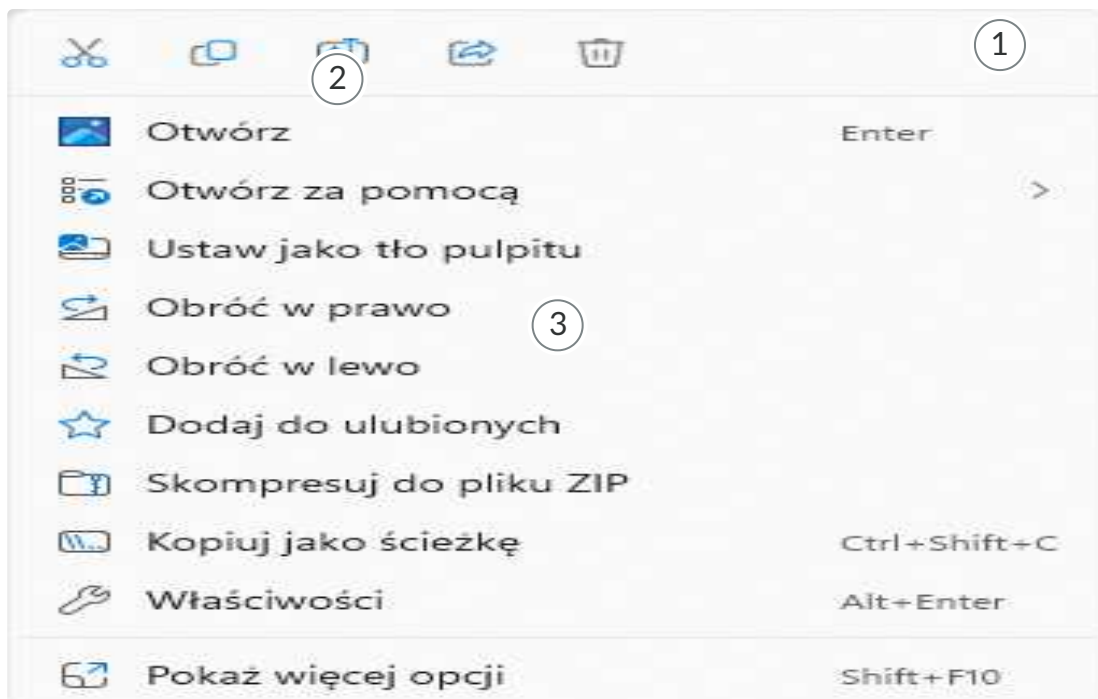 1
2
Otwórz Enter
Otwórz za pomocą >
Ustaw jako tło pulpitu
Obróć w prawo
3
Obróć w lewo
Dodaj do ulubionych
Skompresuj do pliku ZIP
Kopiuj jako ścieżkę Ctrl+Shift+C
Właściwości Alt+Enter
Pokaż więcej opcji Shift+F10